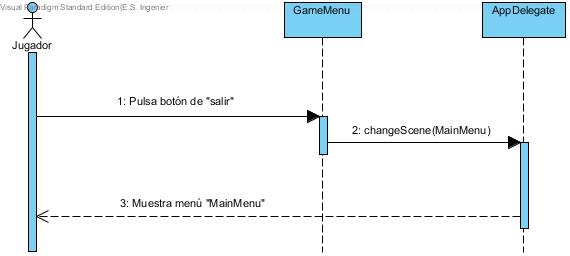 Visual Paradigm Standard Edition(E.S. Ingenier
GameMenu
AppDelegate
Jugador
1: Pulsa botón de "salir"
2: changeScene(MainMenu)
3: Muestra menú "MainMenu"